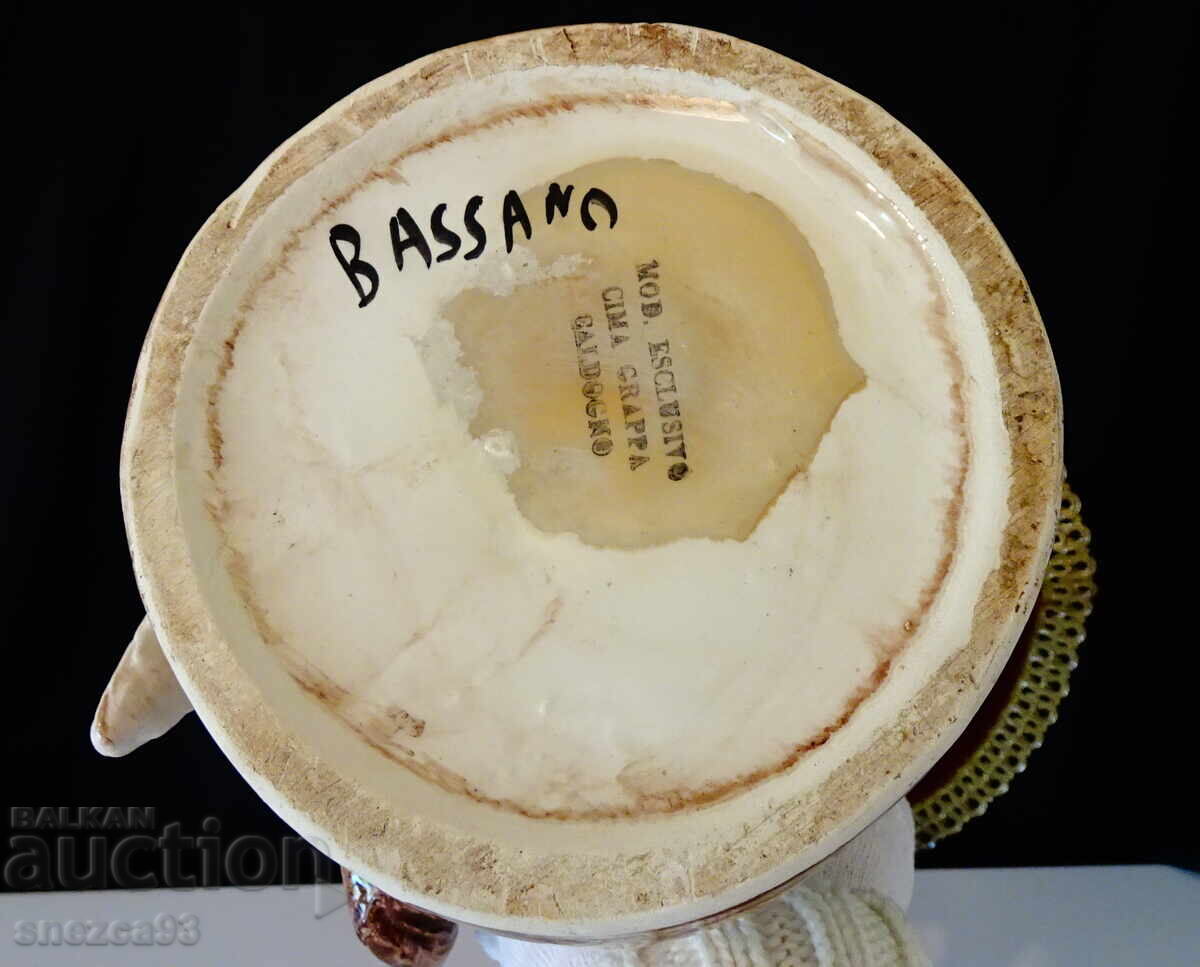 BASSANO
MOD. ESCLUSIVO
CIMA GRAPPA
CALDOGNO
BALKAN
auction
snezca93